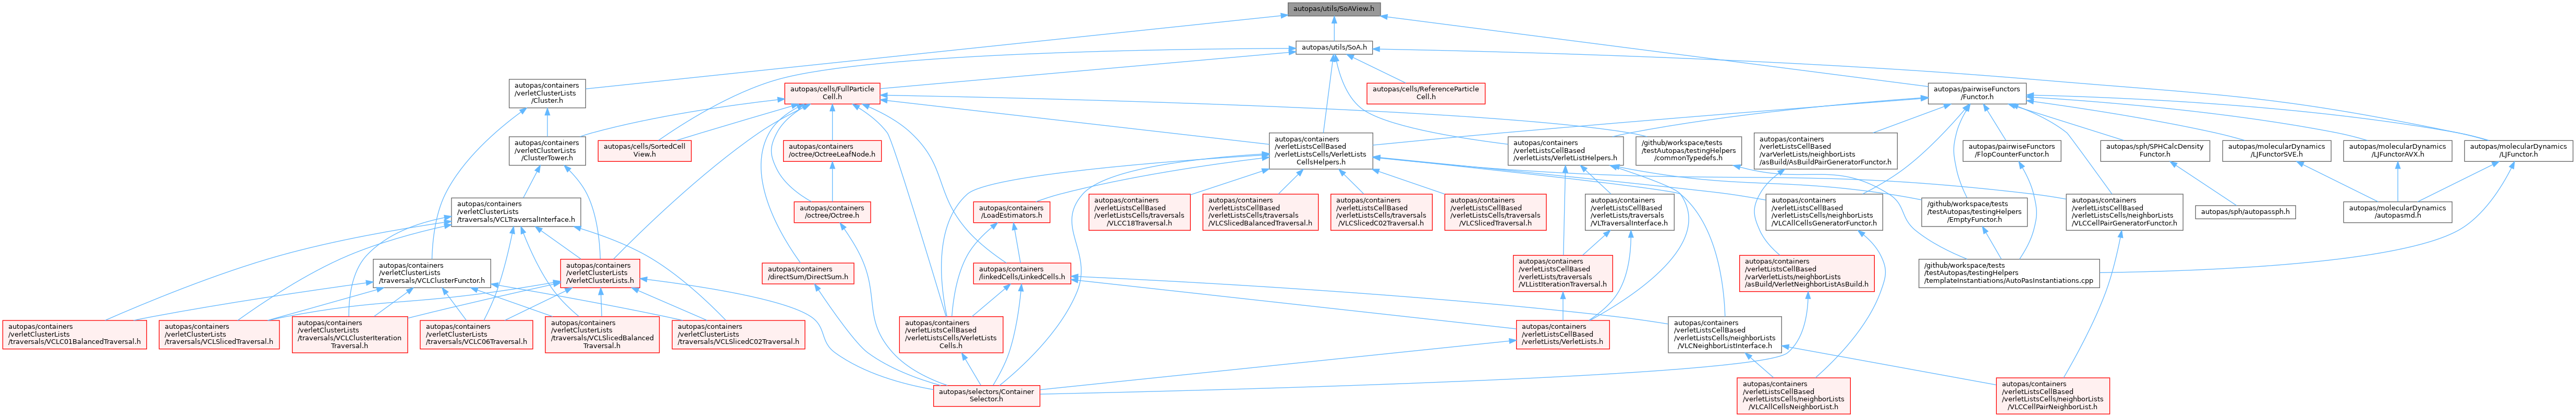 autopas/utils/SoAView.h
autopas/utils/SoA.h
autopas/containers
/verletClusterLists
/Cluster.h
autopas/cells/FullParticle
Cell.h
autopas/cells/ReferenceParticle
Cell.h
autopas/pairwiseFunctors
/Functor.h
autopas/containers
/verletClusterLists
/ClusterTower.h
autopas/cells/SortedCell
View.h
autopas/containers
/octree/OctreeLeafNode.h
autopas/containers
/verletListsCellBased
/verletListsCells/VerletLists
CellsHelpers.h
autopas/containers
/verletListsCellBased
/verletLists/VerletListHelpers.h
/github/workspace/tests
/testAutopas/testingHelpers
/commonTypedefs.h
autopas/containers
/verletListsCellBased
/varVerletLists/neighborLists
/asBuild/AsBuildPairGeneratorFunctor.h
autopas/pairwiseFunctors
/FlopCounterFunctor.h
autopas/sph/SPHCalcDensity
Functor.h
autopas/molecularDynamics
/LJFunctorSVE.h
autopas/molecularDynamics
/LJFunctorAVX.h
autopas/molecularDynamics
/LJFunctor.h
autopas/containers
/verletClusterLists
/traversals/VCLTraversalInterface.h
autopas/containers
/octree/Octree.h
autopas/containers
/LoadEstimators.h
autopas/containers
/verletListsCellBased
/verletListsCells/traversals
/VLCC18Traversal.h
autopas/containers
/verletListsCellBased
/verletListsCells/traversals
/VLCSlicedBalancedTraversal.h
autopas/containers
/verletListsCellBased
/verletListsCells/traversals
/VLCSlicedC02Traversal.h
autopas/containers
/verletListsCellBased
/verletListsCells/traversals
/VLCSlicedTraversal.h
autopas/containers
/verletListsCellBased
/verletLists/traversals
/VLTraversalInterface.h
autopas/containers
/verletListsCellBased
/verletListsCells/neighborLists
/VLCAllCellsGeneratorFunctor.h
/github/workspace/tests
/testAutopas/testingHelpers
/EmptyFunctor.h
autopas/containers
/verletListsCellBased
/verletListsCells/neighborLists
/VLCCellPairGeneratorFunctor.h
autopas/sph/autopassph.h
autopas/molecularDynamics
/autopasmd.h
autopas/containers
/verletClusterLists
/traversals/VCLClusterFunctor.h
autopas/containers
/verletClusterLists
/VerletClusterLists.h
autopas/containers
/directSum/DirectSum.h
autopas/containers
/linkedCells/LinkedCells.h
autopas/containers
/verletListsCellBased
/verletLists/traversals
/VLListIterationTraversal.h
autopas/containers
/verletListsCellBased
/varVerletLists/neighborLists
/asBuild/VerletNeighborListAsBuild.h
/github/workspace/tests
/testAutopas/testingHelpers
/templateInstantiations/AutoPasInstantiations.cpp
autopas/containers
/verletClusterLists
/traversals/VCLC01BalancedTraversal.h
autopas/containers
/verletClusterLists
/traversals/VCLSlicedTraversal.h
autopas/containers
/verletClusterLists
/traversals/VCLClusterIteration
Traversal.h
autopas/containers
/verletClusterLists
/traversals/VCLC06Traversal.h
autopas/containers
/verletClusterLists
/traversals/VCLSlicedBalanced
Traversal.h
autopas/containers
/verletClusterLists
/traversals/VCLSlicedC02Traversal.h
autopas/containers
/verletListsCellBased
/verletListsCells/VerletLists
Cells.h
autopas/containers
/verletListsCellBased
/verletLists/VerletLists.h
autopas/containers
/verletListsCellBased
/verletListsCells/neighborLists
/VLCNeighborListInterface.h
autopas/selectors/Container
Selector.h
autopas/containers
/verletListsCellBased
/verletListsCells/neighborLists
/VLCAllCellsNeighborList.h
autopas/containers
/verletListsCellBased
/verletListsCells/neighborLists
/VLCCellPairNeighborList.h